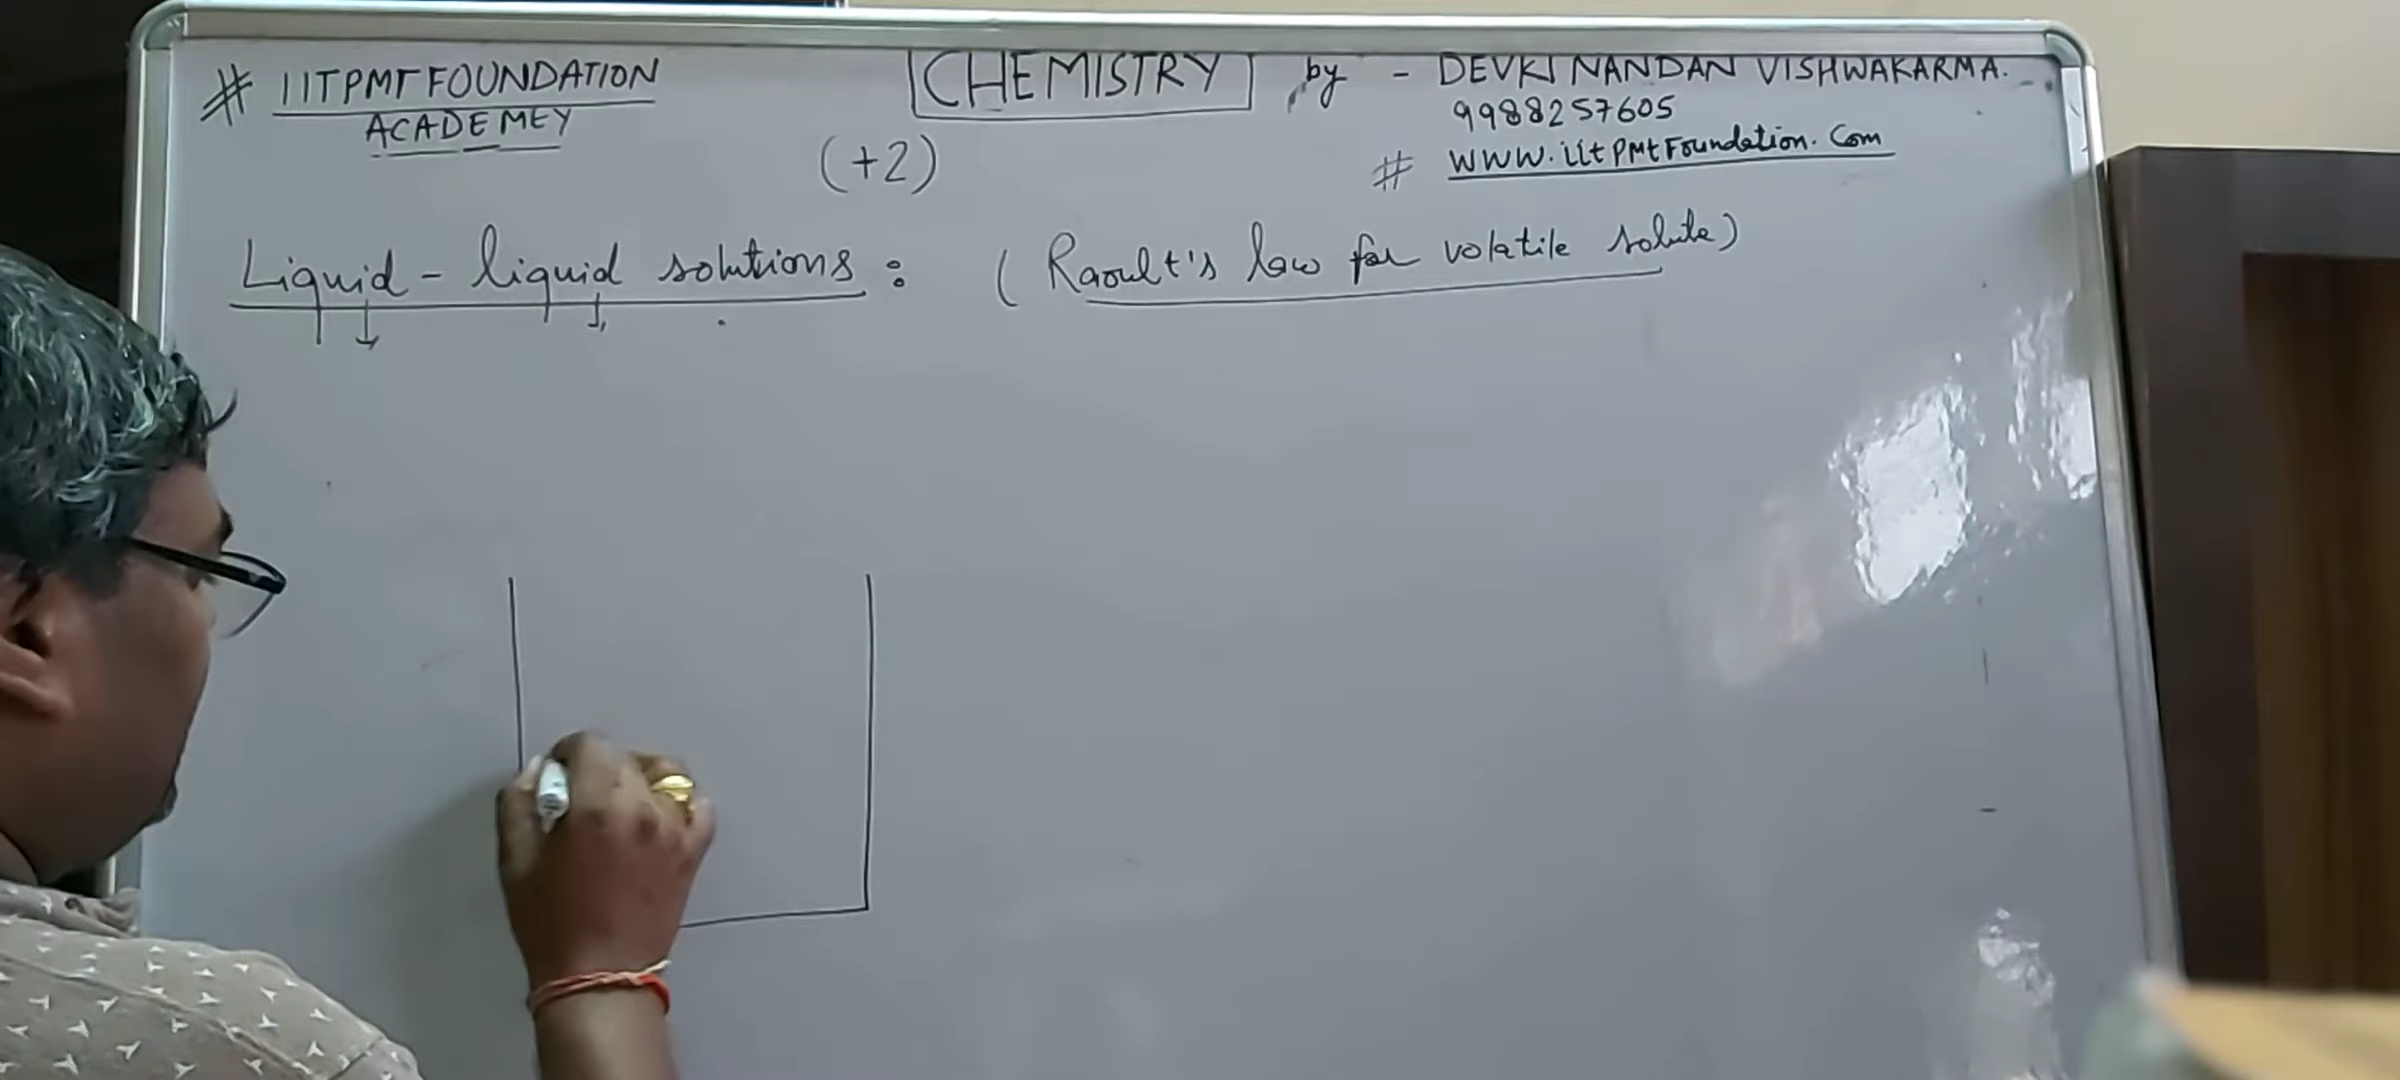 # IITPMT FOUNDATION
ACADEMEY
CHEMISTRY by - DEVKI NANDAN VISHWAKARMA.
9988257605
(+2)
# WWW.iitPMtFoundation.Com
Liquid - liquid solutions : ( Raoult's law for volatile solute)